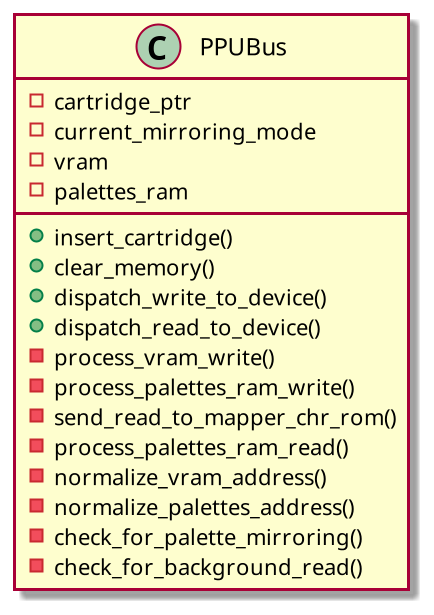 C PPUBus
cartridge_ptr
current_mirroring_mode
vram
palettes_ram
insert_cartridge()
clear_memory()
dispatch_write_to_device()
dispatch_read_to_device()
process_vram_write()
process_palettes_ram_write()
send_read_to_mapper_chr_rom()
process_palettes_ram_read()
normalize_vram_address()
normalize_palettes_address()
check_for_palette_mirroring()
check_for_background_read()